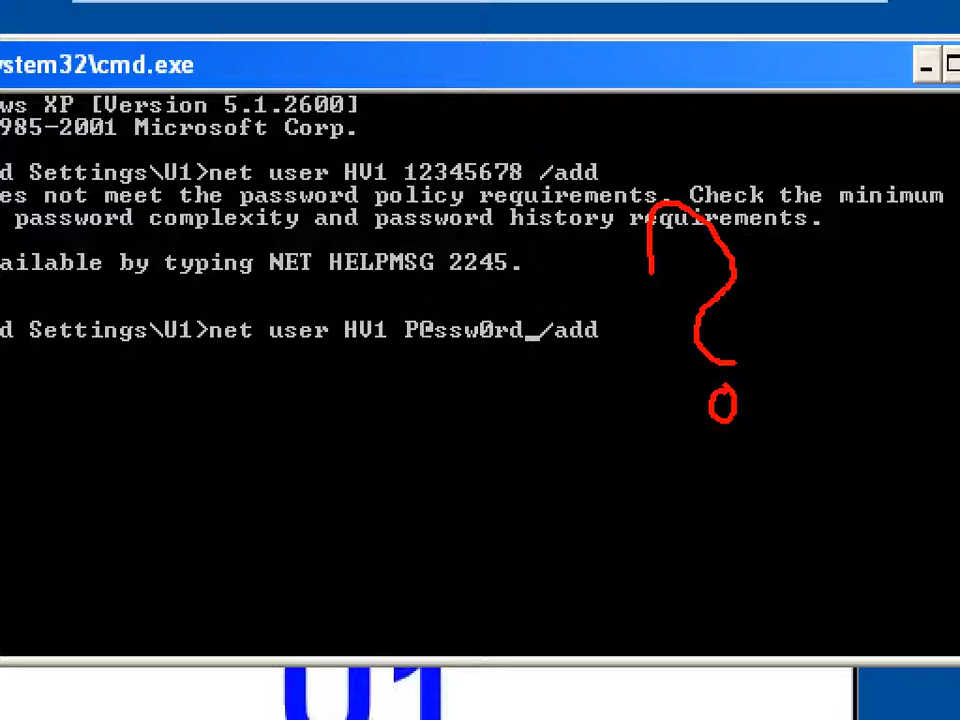 ystem32\cmd.exe
ws XP [Version 5.1.2600]
985-2001 Microsoft Corp.
d Settings\U1>net user HV1 12345678 /add
es not meet the password policy requirements. Check the minimum
password complexity and password history requirements.
ailable by typing NET HELPMSG 2245.
d Settings\U1>net user HV1 P@ssw0rd_/add
?
U1